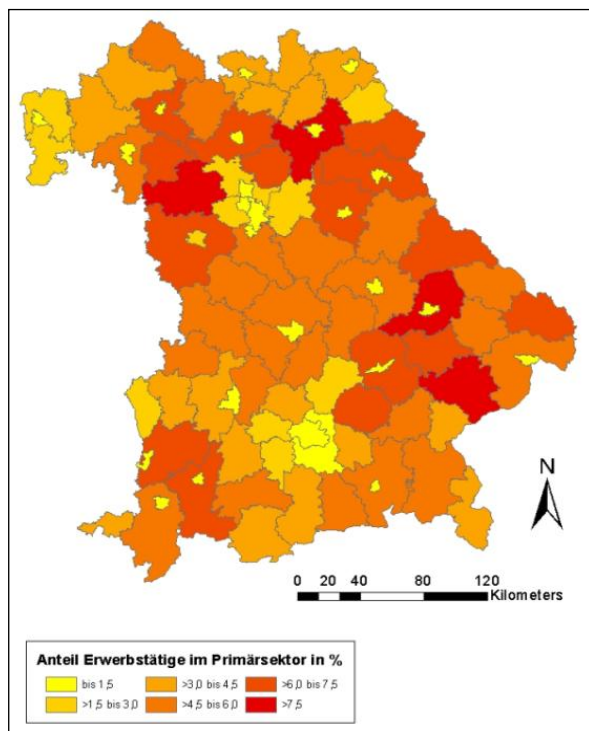 N
0 20 40 80 120
Kilometers
Anteil Erwerbstätige im Primärsektor in %
bis 1,5 >3,0 bis 4,5 >6,0 bis 7,5
>1,5 bis 3,0 >4,5 bis 6,0 >7,5